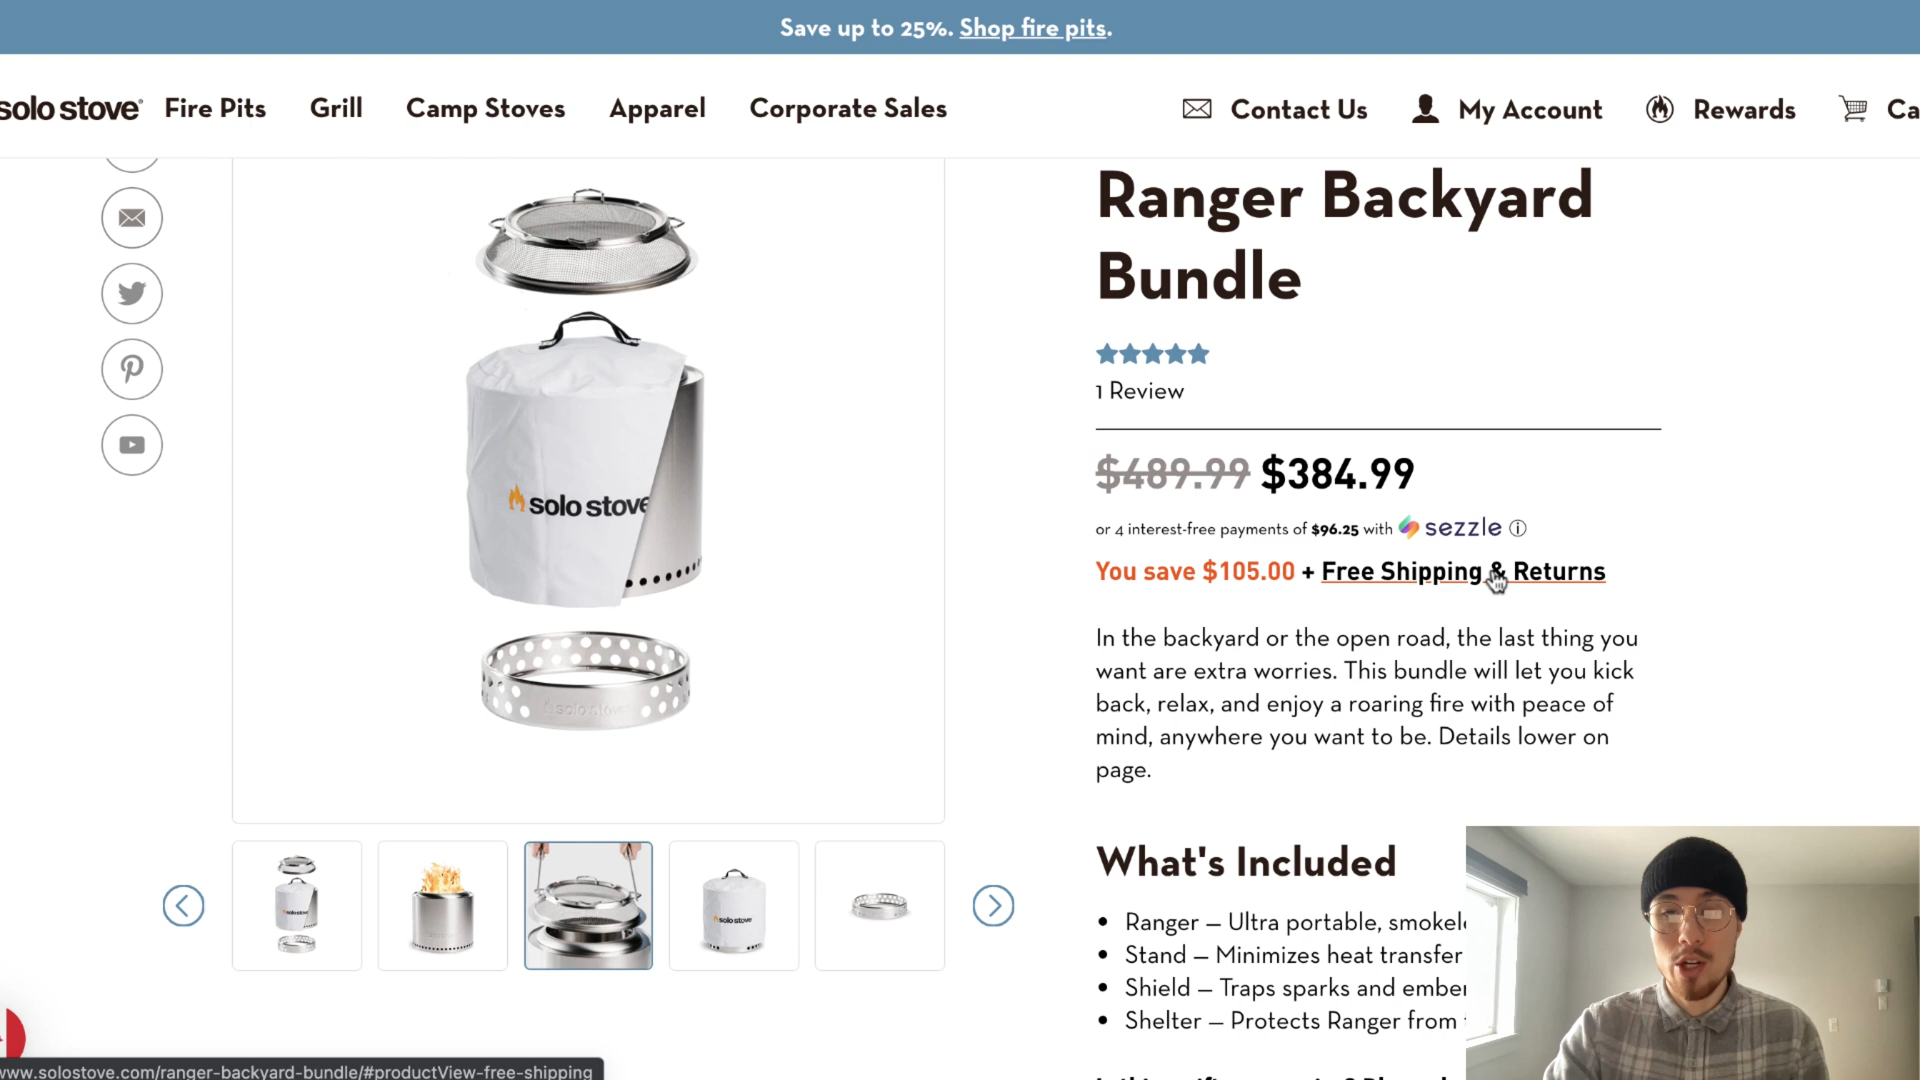 Save up to 25%. Shop fire pits.
solo stove Fire Pits Grill Camp Stoves Apparel Corporate Sales Contact Us My Account Rewards
Ranger Backyard
Bundle
1 Review
$489.99 $384.99
or 4 interest-free payments of $96.25 with sezzle
You save $105.00 + Free Shipping & Returns
In the backyard or the open road, the last thing you
want are extra worries. This bundle will let you kick
back, relax, and enjoy a roaring fire with peace of
mind, anywhere you want to be. Details lower on
page.
What's Included
• Ranger – Ultra portable,
• Stand – Minimizes heat transfer
• Shield – Traps sparks and
• Shelter – Protects Ranger from
solo stove
solo stove
solo stove
www.solostove.com/ranger-backyard-bundle/#productView-free-shipping